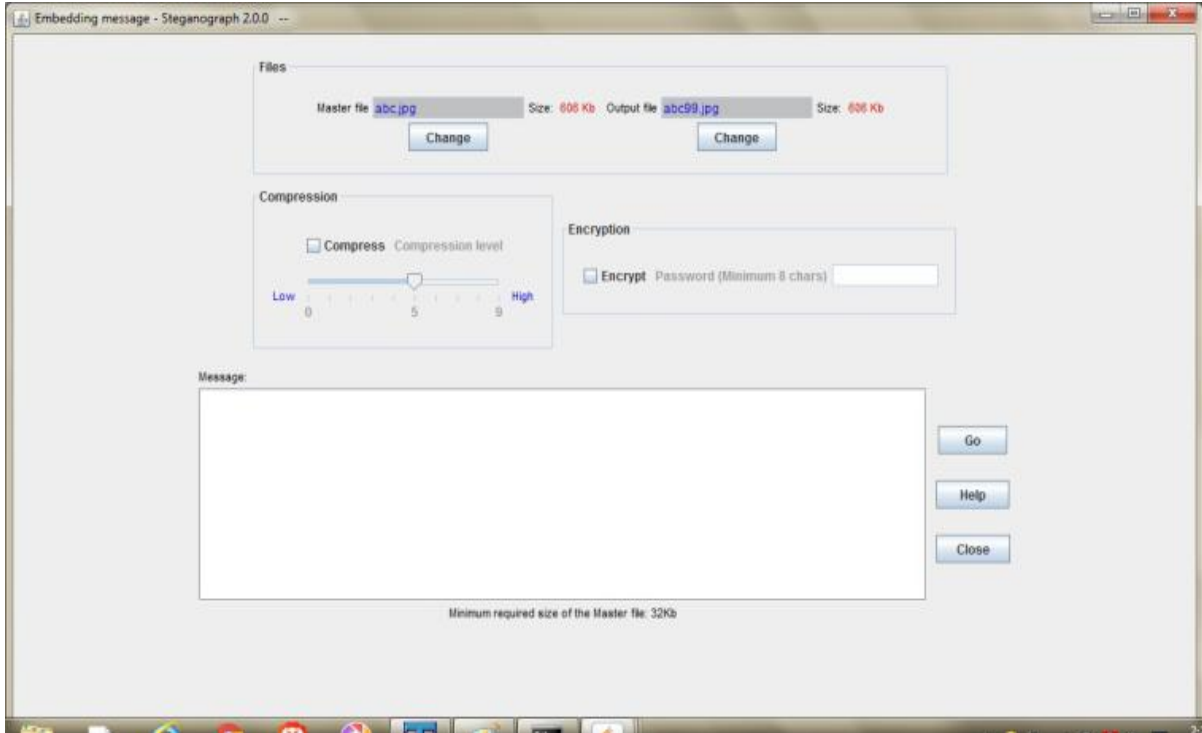 Embedding message - Steganograph 2.0.0 --
Files
Master file abc.jpg Size: 606 Kb Output file abc99.jpg Size: 606 Kb
Change Change
Compression
Encryption
Compress Compression level
Encrypt Password (Minimum 8 chars)
Low High
0 5 9
Message:
Go
Help
Close
Minimum required size of the Master file: 32Kb